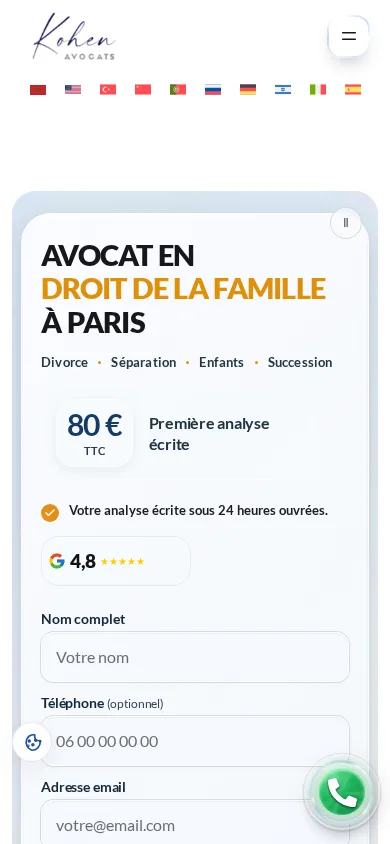 Kohen
AVOCATS
AVOCAT EN
DROIT DE LA FAMILLE
À PARIS
Divorce • Séparation • Enfants • Succession
80 €
TTC
Première analyse
écrite
Votre analyse écrite sous 24 heures ouvrées.
4,8 ★★★★★
Nom complet
Votre nom
Téléphone (optionnel)
06 00 00 00 00
Adresse email
votre@email.com